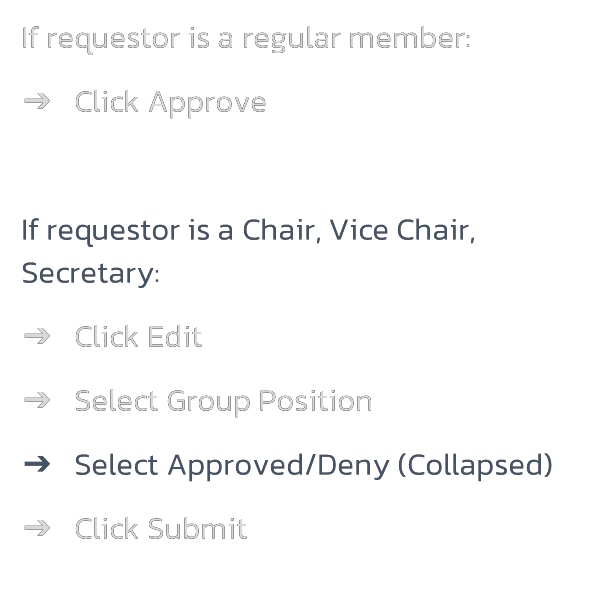 If requestor is a regular member:
➔ Click Approve
If requestor is a Chair, Vice Chair,
Secretary:
➔ Click Edit
➔ Select Group Position
➔ Select Approved/Deny (Collapsed)
➔ Click Submit